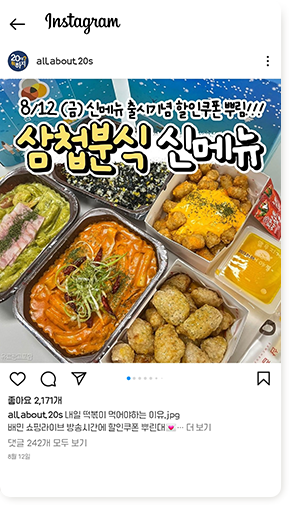 Instagram
all.about.20s
8/12 (금) 신메뉴 출시기념 할인쿠폰 뿌림!!!
삼첩분식 신메뉴
좋아요 2,171개
all.about.20s 내일 떡볶이 먹어야하는 이유.jpg
배민 쇼핑라이브 방송시간에 할인쿠폰 뿌린대💓… 더 보기
댓글 242개 모두 보기
8월 12일